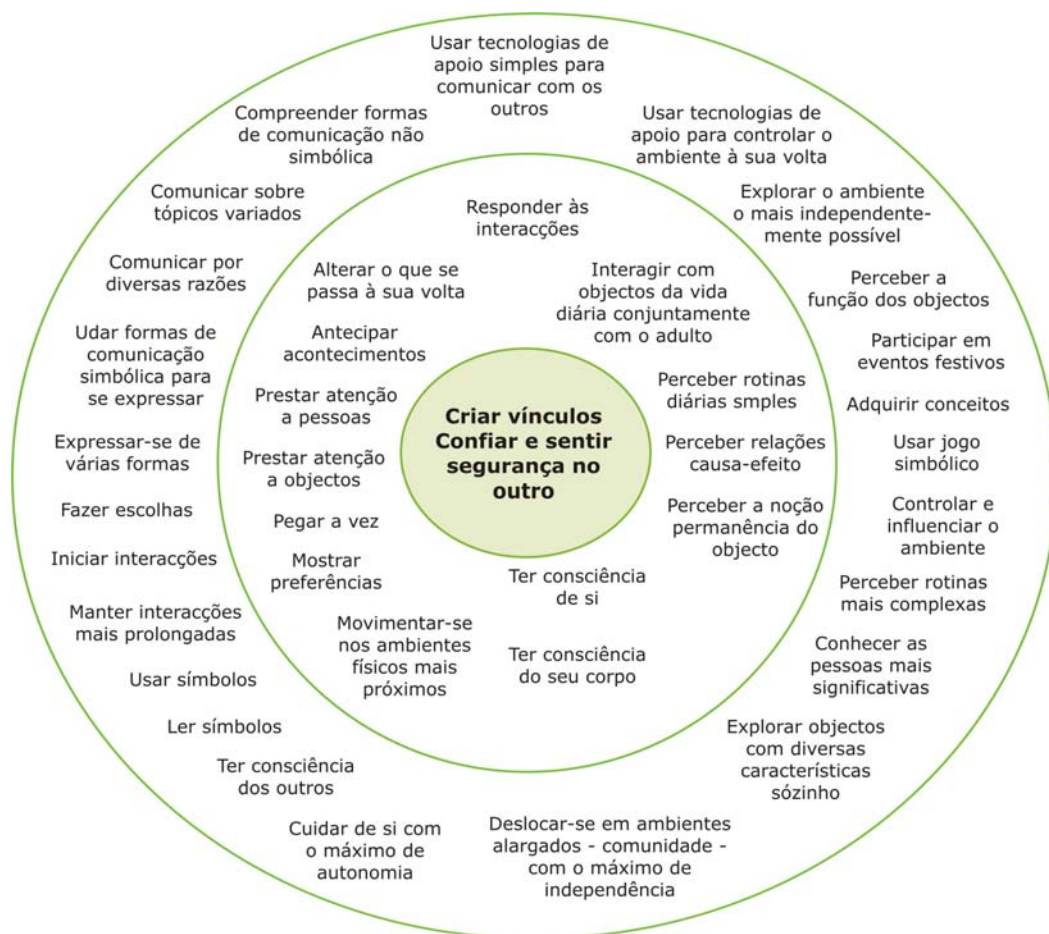 Usar tecnologias de
apoio simples para
comunicar com os
outros
Usar tecnologias de
apoio para controlar o
ambiente à sua volta
Explorar o ambiente
o mais independente-
mente possível
Perceber a
função dos objectos
Participar em
eventos festivos
Adquirir conceitos
Usar jogo
simbólico
Controlar e
influenciar o
ambiente
Perceber rotinas
mais complexas
Conhecer as
pessoas mais
significativas
Explorar objectos
com diversas
características
sózinho
Deslocar-se em ambientes
alargados - comunidade -
com o máximo de
independência
Cuidar de si com
o máximo de
autonomia
Ter consciência
dos outros
Ler símbolos
Usar símbolos
Manter interacções
mais prolongadas
Iniciar interacções
Fazer escolhas
Expressar-se de
várias formas
Udar formas de
comunicação
simbólica para
se expressar
Comunicar por
diversas razões
Comunicar sobre
tópicos variados
Compreender formas
de comunicação não
simbólica
Responder às
interacções
Interagir com
objectos da vida
diária conjuntamente
com o adulto
Perceber rotinas
diárias smples
Perceber relações
causa-efeito
Perceber a noção
permanência do
objecto
Ter consciência
de si
Ter consciência
do seu corpo
Movimentar-se
nos ambientes
físicos mais
próximos
Mostrar
preferências
Pegar a vez
Prestar atenção
a objectos
Prestar atenção
a pessoas
Antecipar
acontecimentos
Alterar o que se
passa à sua volta
Criar vínculos
Confiar e sentir
segurança no
outro